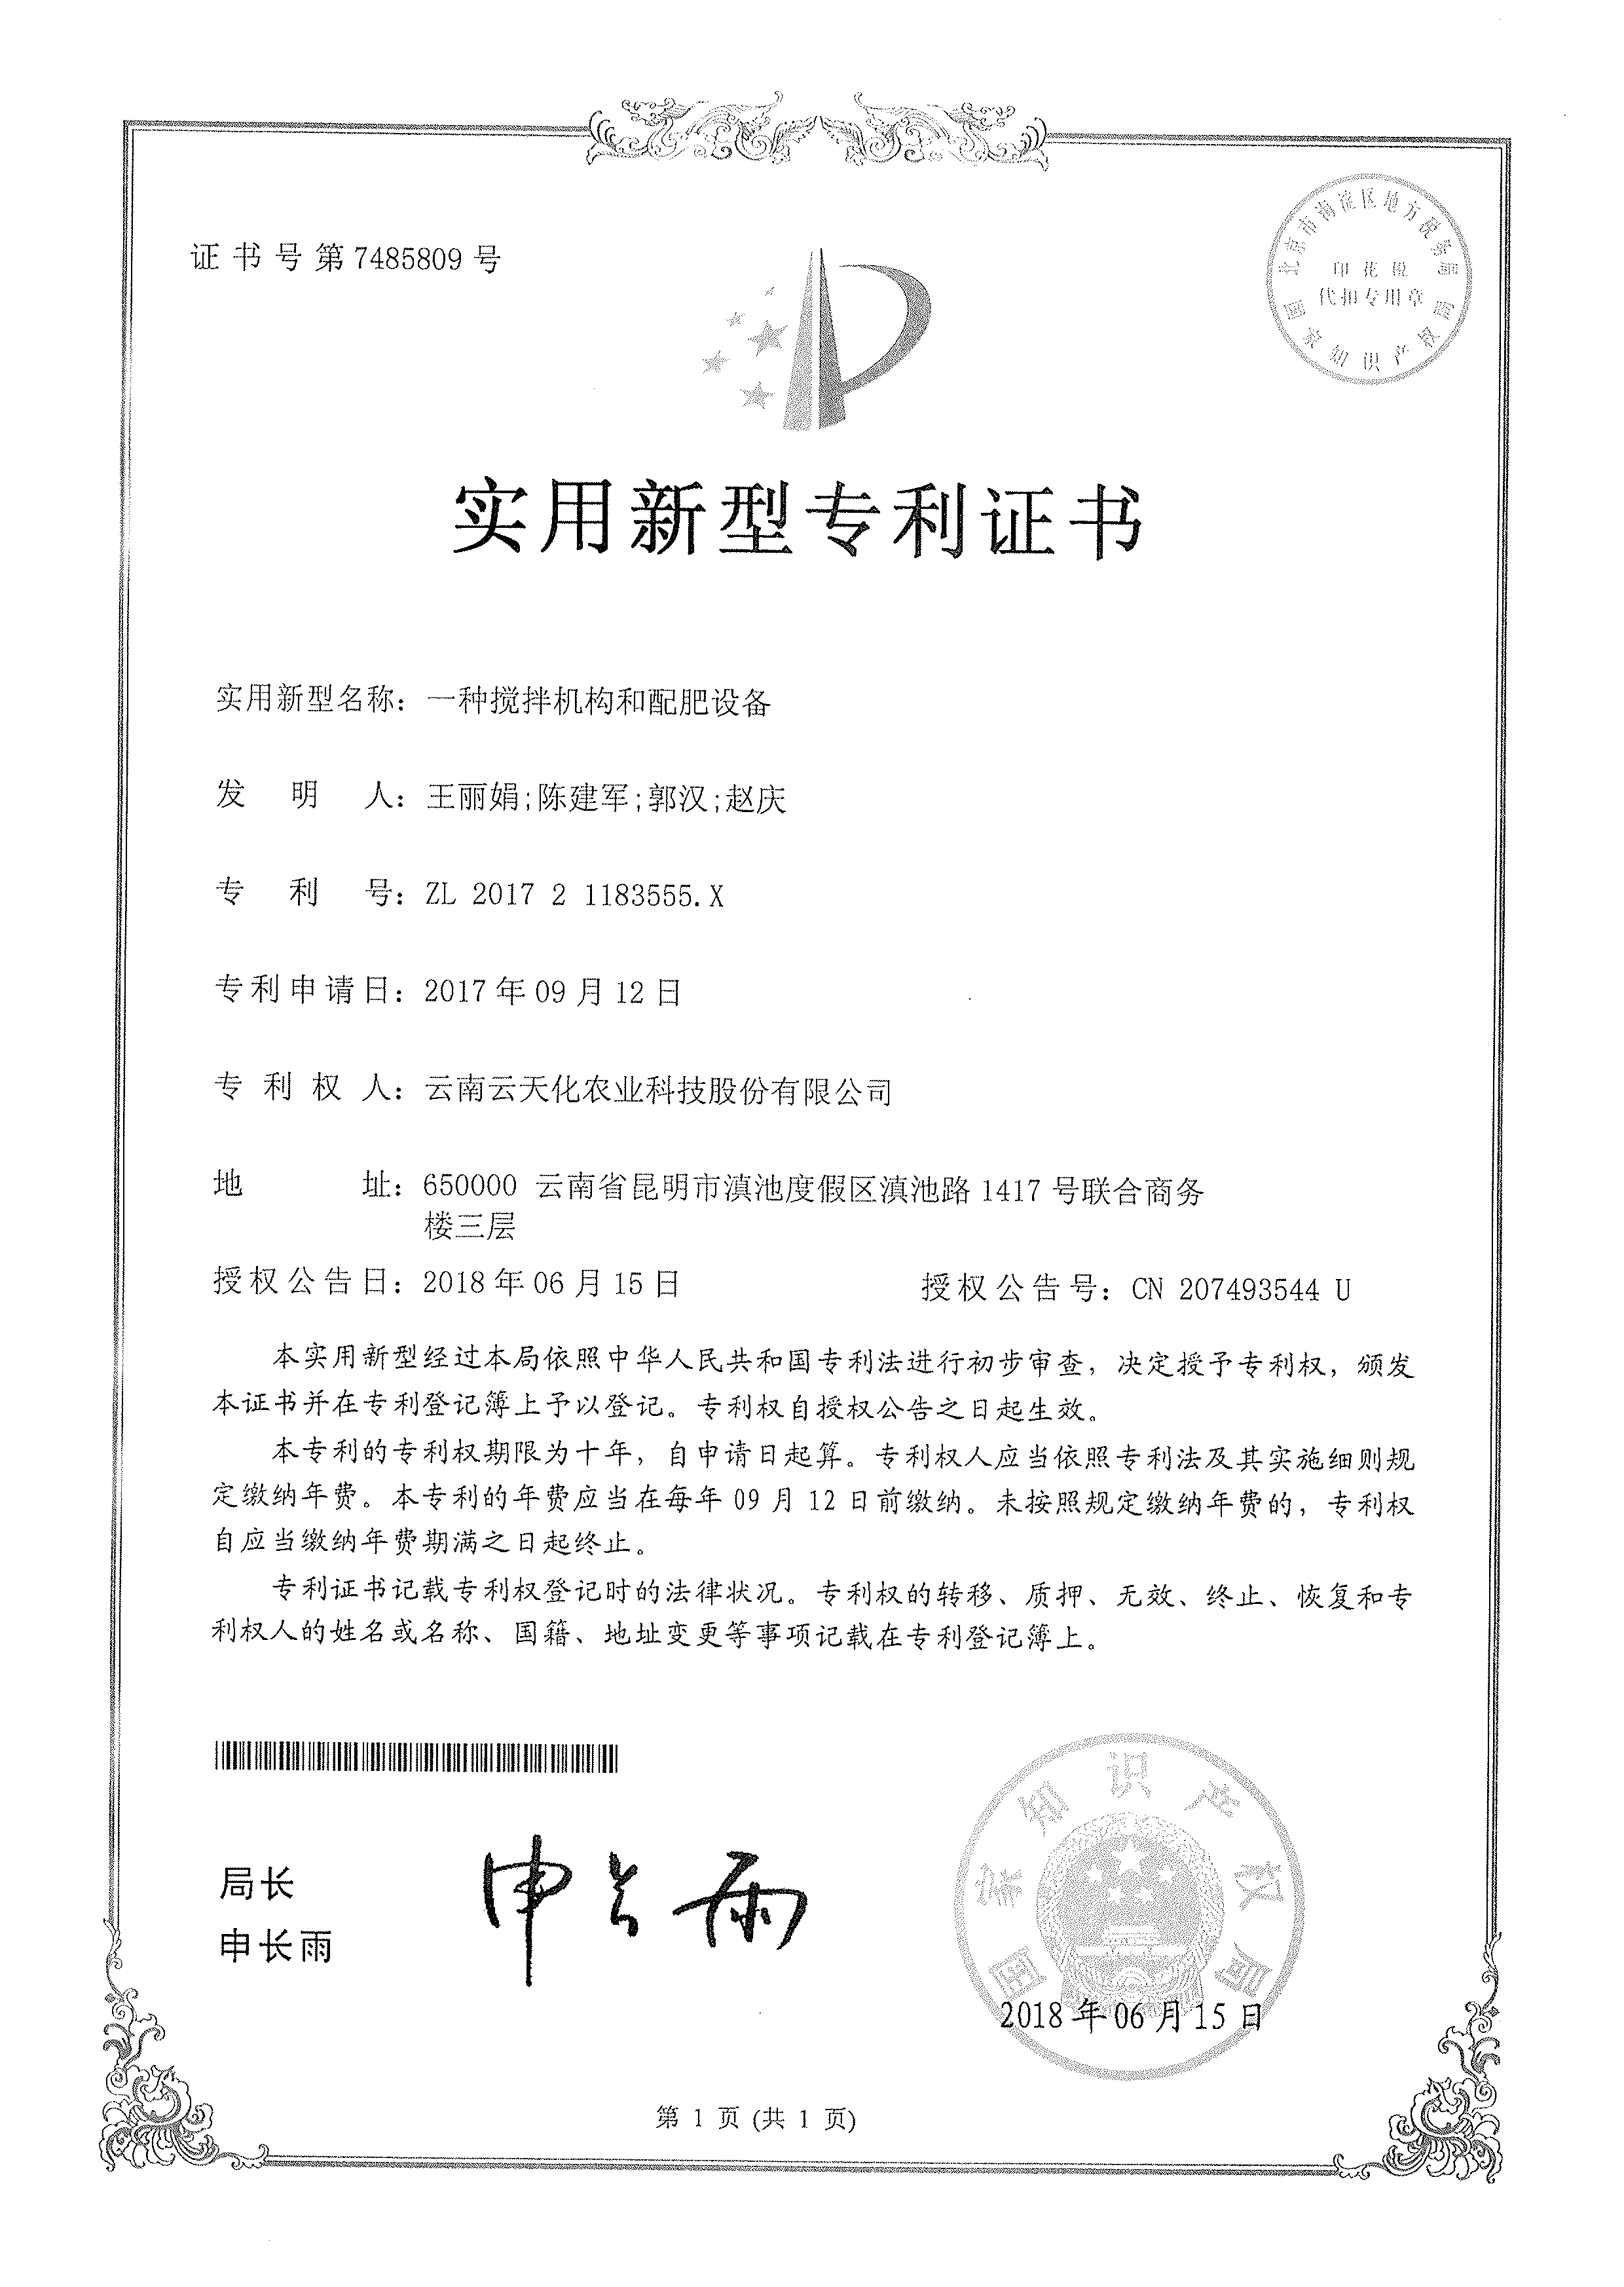 证书号第7485809号
北京市海淀区地方税务局
印花税
代扣专用章
国家知识产权局
实用新型专利证书
实用新型名称：一种搅拌机构和配肥设备
发明人：王丽娟;陈建军;郭汉;赵庆
专利号：ZL 2017 2 1183555.X
专利申请日：2017年09月12日
专利权人：云南云天化农业科技股份有限公司
地址：650000 云南省昆明市滇池度假区滇池路1417号联合商务
楼三层
授权公告日：2018年06月15日 授权公告号：CN 207493544 U
本实用新型经过本局依照中华人民共和国专利法进行初步审查，决定授予专利权，颁发
本证书并在专利登记簿上予以登记。专利权自授权公告之日起生效。
本专利的专利权期限为十年，自申请日起算。专利权人应当依照专利法及其实施细则规
定缴纳年费。本专利的年费应当在每年09月12日前缴纳。未按照规定缴纳年费的，专利权
自应当缴纳年费期满之日起终止。
专利证书记载专利权登记时的法律状况。专利权的转移、质押、无效、终止、恢复和专
利权人的姓名或名称、国籍、地址变更等事项记载在专利登记簿上。
局长
申长雨
申长雨
国家知识产权局
2018年06月15日
第 1 页 (共 1 页)